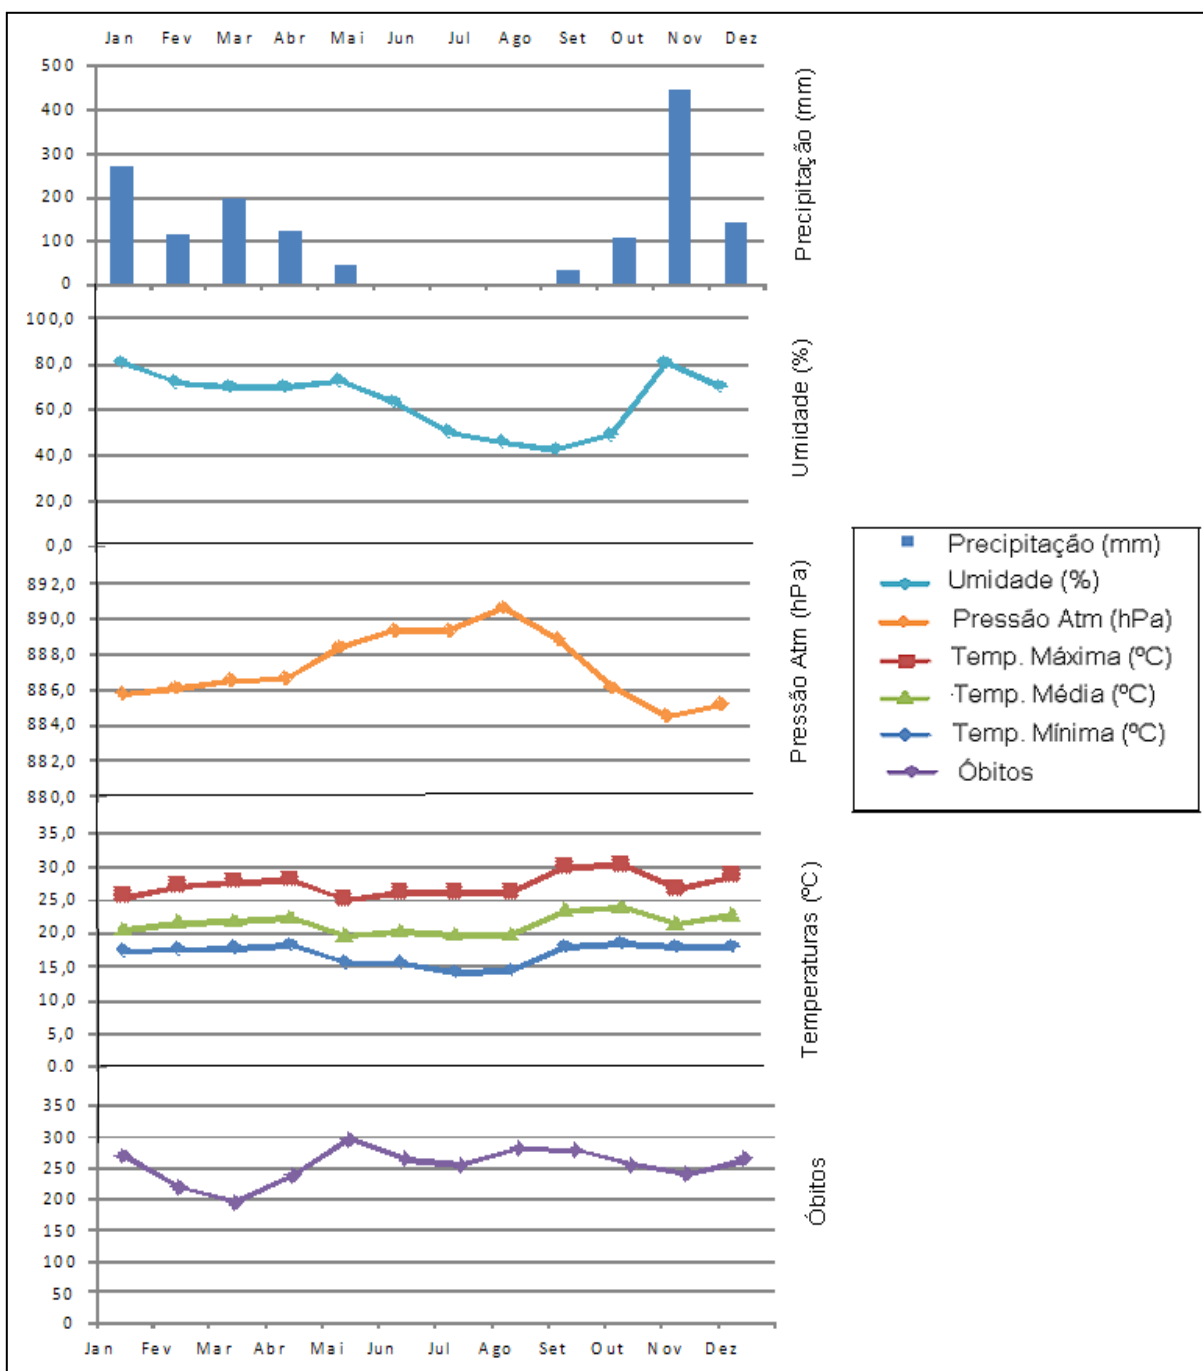 Jan Fev Mar Abr Mai Jun Jul Ago Set Out Nov Dez
500
400
300
200
100
0
Precipitação (mm)
100,0
80,0
60,0
40,0
20,0
0,0
Umidade (%)
892,0
890,0
888,0
886,0
884,0
882,0
880,0
Pressão Atm (hPa)
35,0
30,0
25,0
20,0
15,0
10,0
5,0
0.0
Temperaturas (ºC)
350
300
250
200
150
100
50
0
Óbitos
Jan Fev Mar Abr Mai Jun Jul Ago Set Out Nov Dez
Precipitação (mm)
Umidade (%)
Pressão Atm (hPa)
Temp. Máxima (ºC)
Temp. Média (ºC)
Temp. Mínima (ºC)
Óbitos